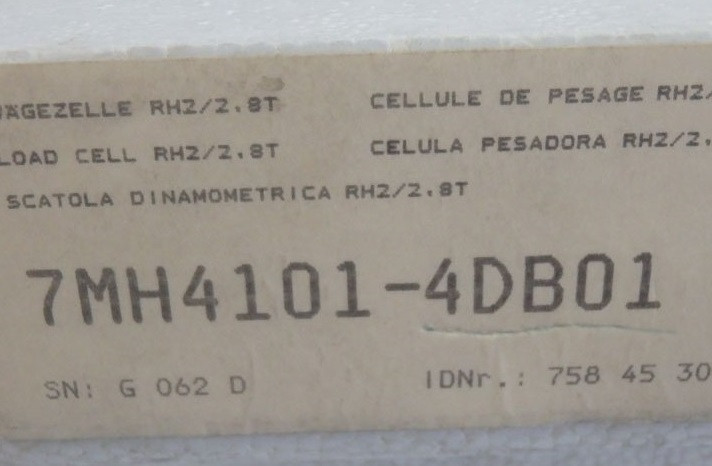 WÄGEZELLE RH2/2.8T CELLULE DE PESAGE RH2/
LOAD CELL RH2/2.8T CELULA PESADORA RH2/2.
SCATOLA DINAMOMETRICA RH2/2.8T
7MH4101-4DB01
SN: G 062 D IDNr.: 758 45 30